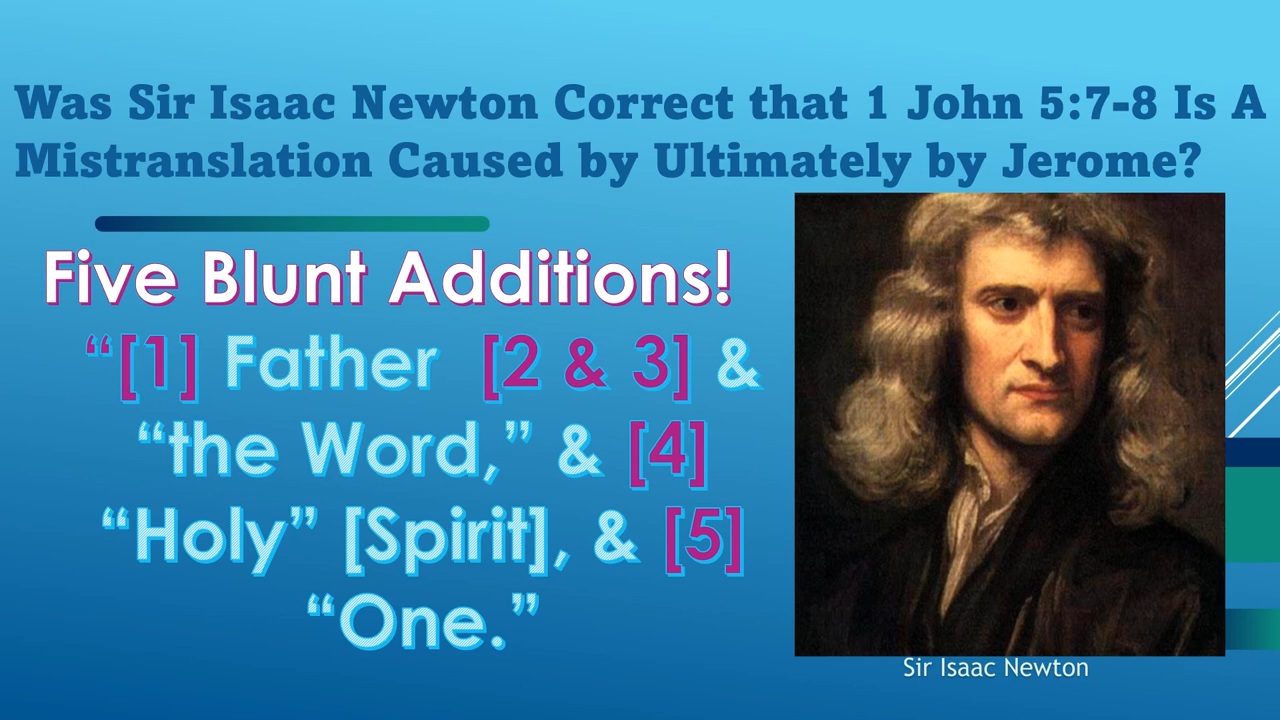 Was Sir Isaac Newton Correct that 1 John 5:7-8 Is A
Mistranslation Caused by Ultimately by Jerome?
Five Blunt Additions!
“[1] Father [2 & 3] &
“the Word,” & [4]
“Holy” [Spirit], & [5]
“One.”
Sir Isaac Newton